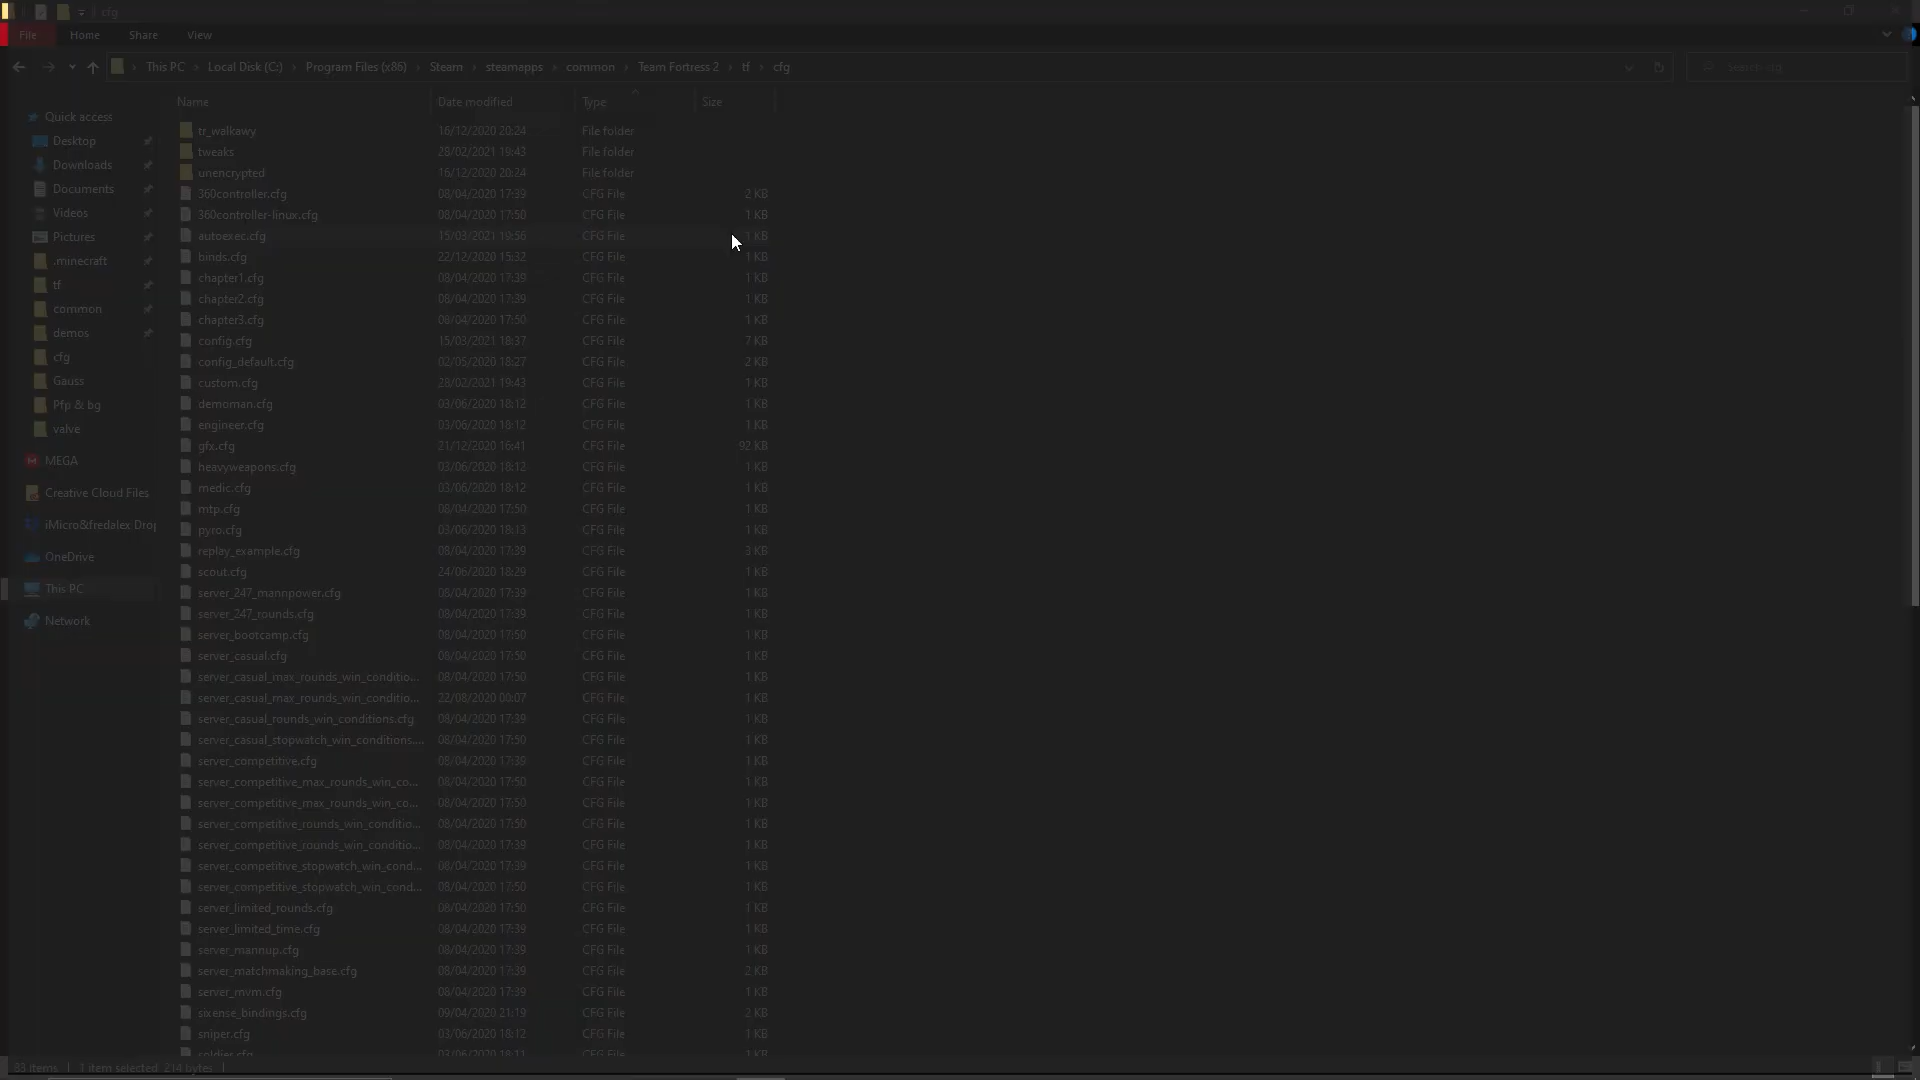 cfg
File Home Share View
This PC Local Disk (C:) Program Files (x86) Steam steamapps common Team Fortress 2 tf cfg Search cfg
Name Date modified Type Size
Quick access
Desktop
Downloads
Documents
Videos
Pictures
.minecraft
tf
common
demos
cfg
Gauss
Pfp & bg
valve
MEGA
Creative Cloud Files
iMicro&fredalex Drop
OneDrive
This PC
Network
tr_walkawy 16/12/2020 20:24 File folder
tweaks 28/02/2021 19:43 File folder
unencrypted 16/12/2020 20:24 File folder
360controller.cfg 08/04/2020 17:39 CFG File 2 KB
360controller-linux.cfg 08/04/2020 17:50 CFG File 1 KB
autoexec.cfg 15/03/2021 19:56 CFG File 1 KB
binds.cfg 22/12/2020 15:32 CFG File 1 KB
chapter1.cfg 08/04/2020 17:39 CFG File 1 KB
chapter2.cfg 08/04/2020 17:39 CFG File 1 KB
chapter3.cfg 08/04/2020 17:50 CFG File 1 KB
config.cfg 15/03/2021 18:37 CFG File 7 KB
config_default.cfg 02/05/2020 18:27 CFG File 2 KB
custom.cfg 28/02/2021 19:43 CFG File 1 KB
demoman.cfg 03/06/2020 18:12 CFG File 1 KB
engineer.cfg 03/06/2020 18:12 CFG File 1 KB
gfx.cfg 21/12/2020 16:41 CFG File 92 KB
heavyweapons.cfg 03/06/2020 18:12 CFG File 1 KB
medic.cfg 03/06/2020 18:12 CFG File 1 KB
mtp.cfg 08/04/2020 17:50 CFG File 1 KB
pyro.cfg 03/06/2020 18:13 CFG File 1 KB
replay_example.cfg 08/04/2020 17:39 CFG File 3 KB
scout.cfg 24/06/2020 18:29 CFG File 1 KB
server_247_mannpower.cfg 08/04/2020 17:39 CFG File 1 KB
server_247_rounds.cfg 08/04/2020 17:39 CFG File 1 KB
server_bootcamp.cfg 08/04/2020 17:50 CFG File 1 KB
server_casual.cfg 08/04/2020 17:50 CFG File 1 KB
server_casual_max_rounds_win_conditio... 08/04/2020 17:50 CFG File 1 KB
server_casual_max_rounds_win_conditio... 22/08/2020 00:07 CFG File 1 KB
server_casual_rounds_win_conditions.cfg 08/04/2020 17:39 CFG File 1 KB
server_casual_stopwatch_win_conditions.... 08/04/2020 17:50 CFG File 1 KB
server_competitive.cfg 08/04/2020 17:39 CFG File 1 KB
server_competitive_max_rounds_win_co... 08/04/2020 17:50 CFG File 1 KB
server_competitive_max_rounds_win_co... 08/04/2020 17:50 CFG File 1 KB
server_competitive_rounds_win_conditio... 08/04/2020 17:50 CFG File 1 KB
server_competitive_rounds_win_conditio... 08/04/2020 17:39 CFG File 1 KB
server_competitive_stopwatch_win_cond... 08/04/2020 17:39 CFG File 1 KB
server_competitive_stopwatch_win_cond... 08/04/2020 17:50 CFG File 1 KB
server_limited_rounds.cfg 08/04/2020 17:50 CFG File 1 KB
server_limited_time.cfg 08/04/2020 17:39 CFG File 1 KB
server_mannup.cfg 08/04/2020 17:39 CFG File 1 KB
server_matchmaking_base.cfg 08/04/2020 17:39 CFG File 2 KB
server_mvm.cfg 08/04/2020 17:39 CFG File 1 KB
sixense_bindings.cfg 09/04/2020 21:19 CFG File 2 KB
sniper.cfg 03/06/2020 18:12 CFG File 1 KB
soldier.cfg 03/06/2020 18:11 CFG File 1 KB
83 items 1 item selected 214 bytes